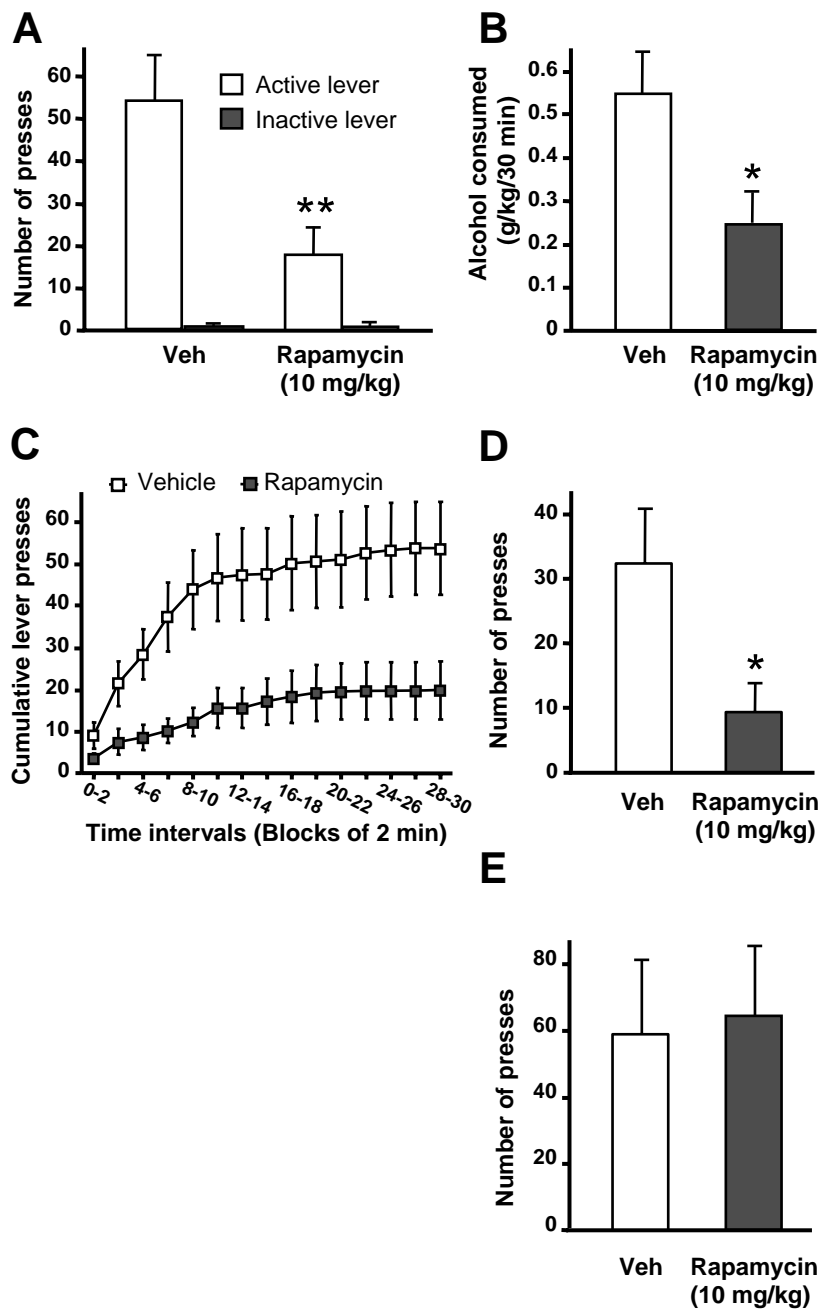 A
Number of presses
60
50
40
30
20
10
0
Active lever
Inactive lever
**
Veh
Rapamycin
(10 mg/kg)
B
Alcohol consumed
(g/kg/30 min)
0.6
0.5
0.4
0.3
0.2
0.1
0
*
Veh
Rapamycin
(10 mg/kg)
C
Vehicle
Rapamycin
Cumulative lever presses
60
50
40
30
20
10
0
0-2
4-6
8-10
12-14
16-18
20-22
24-26
28-30
Time intervals (Blocks of 2 min)
D
Number of presses
40
30
20
10
0
*
Veh
Rapamycin
(10 mg/kg)
E
Number of presses
80
60
40
20
0
Veh
Rapamycin
(10 mg/kg)